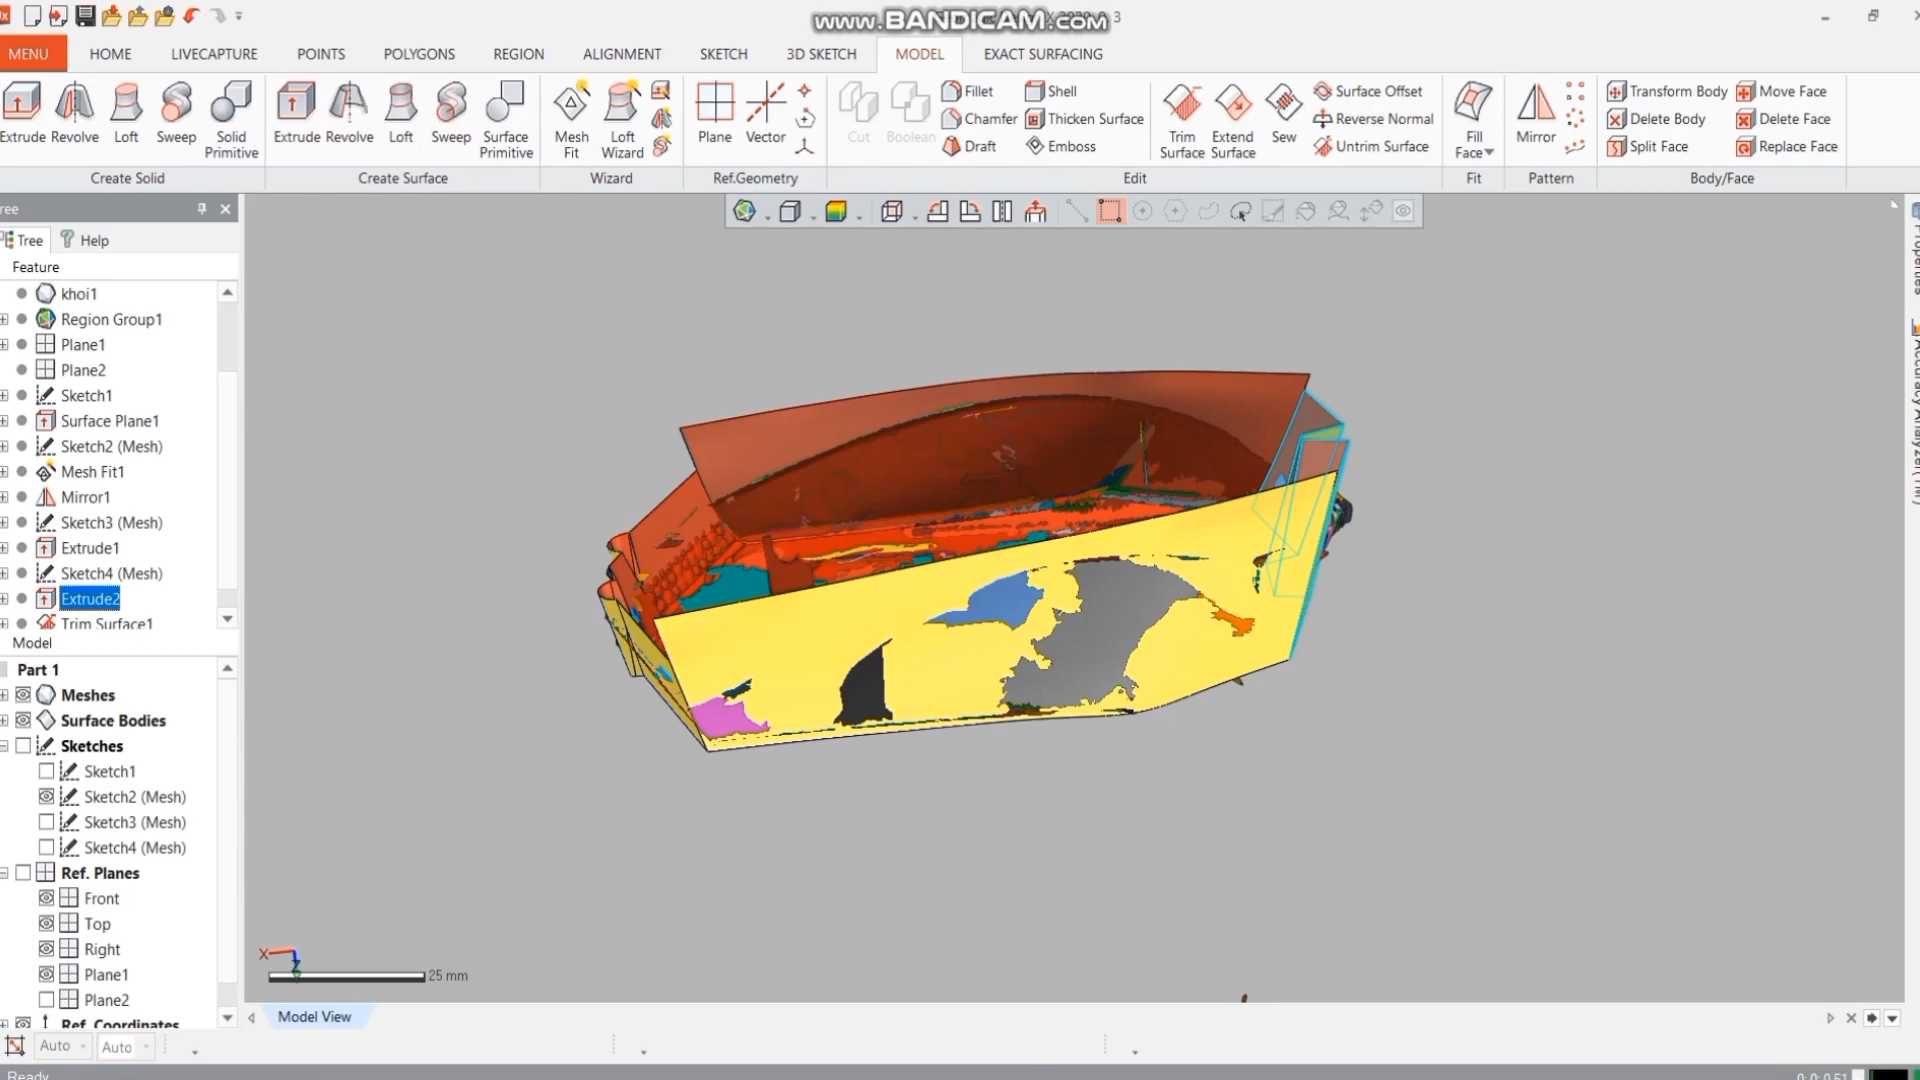 www.BANDICAM.com
3
MENU HOME LIVECAPTURE POINTS POLYGONS REGION ALIGNMENT SKETCH 3D SKETCH MODEL EXACT SURFACING
Extrude Revolve Loft Sweep Solid Primitive
Create Solid
Extrude Revolve Loft Sweep Surface Primitive
Create Surface
Mesh Fit Loft Wizard
Wizard
Plane Vector
Ref.Geometry
Cut Boolean
Fillet Shell
Chamfer Thicken Surface
Draft Emboss
Trim Surface Extend Surface Sew
Surface Offset
Reverse Normal
Untrim Surface
Edit
Fill Face
Fit
Mirror
Pattern
Transform Body Move Face
Delete Body Delete Face
Split Face Replace Face
Body/Face
ree
Tree Help
Feature
khoi1
Region Group1
Plane1
Plane2
Sketch1
Surface Plane1
Sketch2 (Mesh)
Mesh Fit1
Mirror1
Sketch3 (Mesh)
Extrude1
Sketch4 (Mesh)
Extrude2
Trim Surface1
Model
Part 1
Meshes
Surface Bodies
Sketches
Sketch1
Sketch2 (Mesh)
Sketch3 (Mesh)
Sketch4 (Mesh)
Ref. Planes
Front
Top
Right
Plane1
Plane2
Ref. Coordinates
X
Z
25 mm
Model View
Auto Auto
Ready
Properties
Accuracy Analyzer(TM)